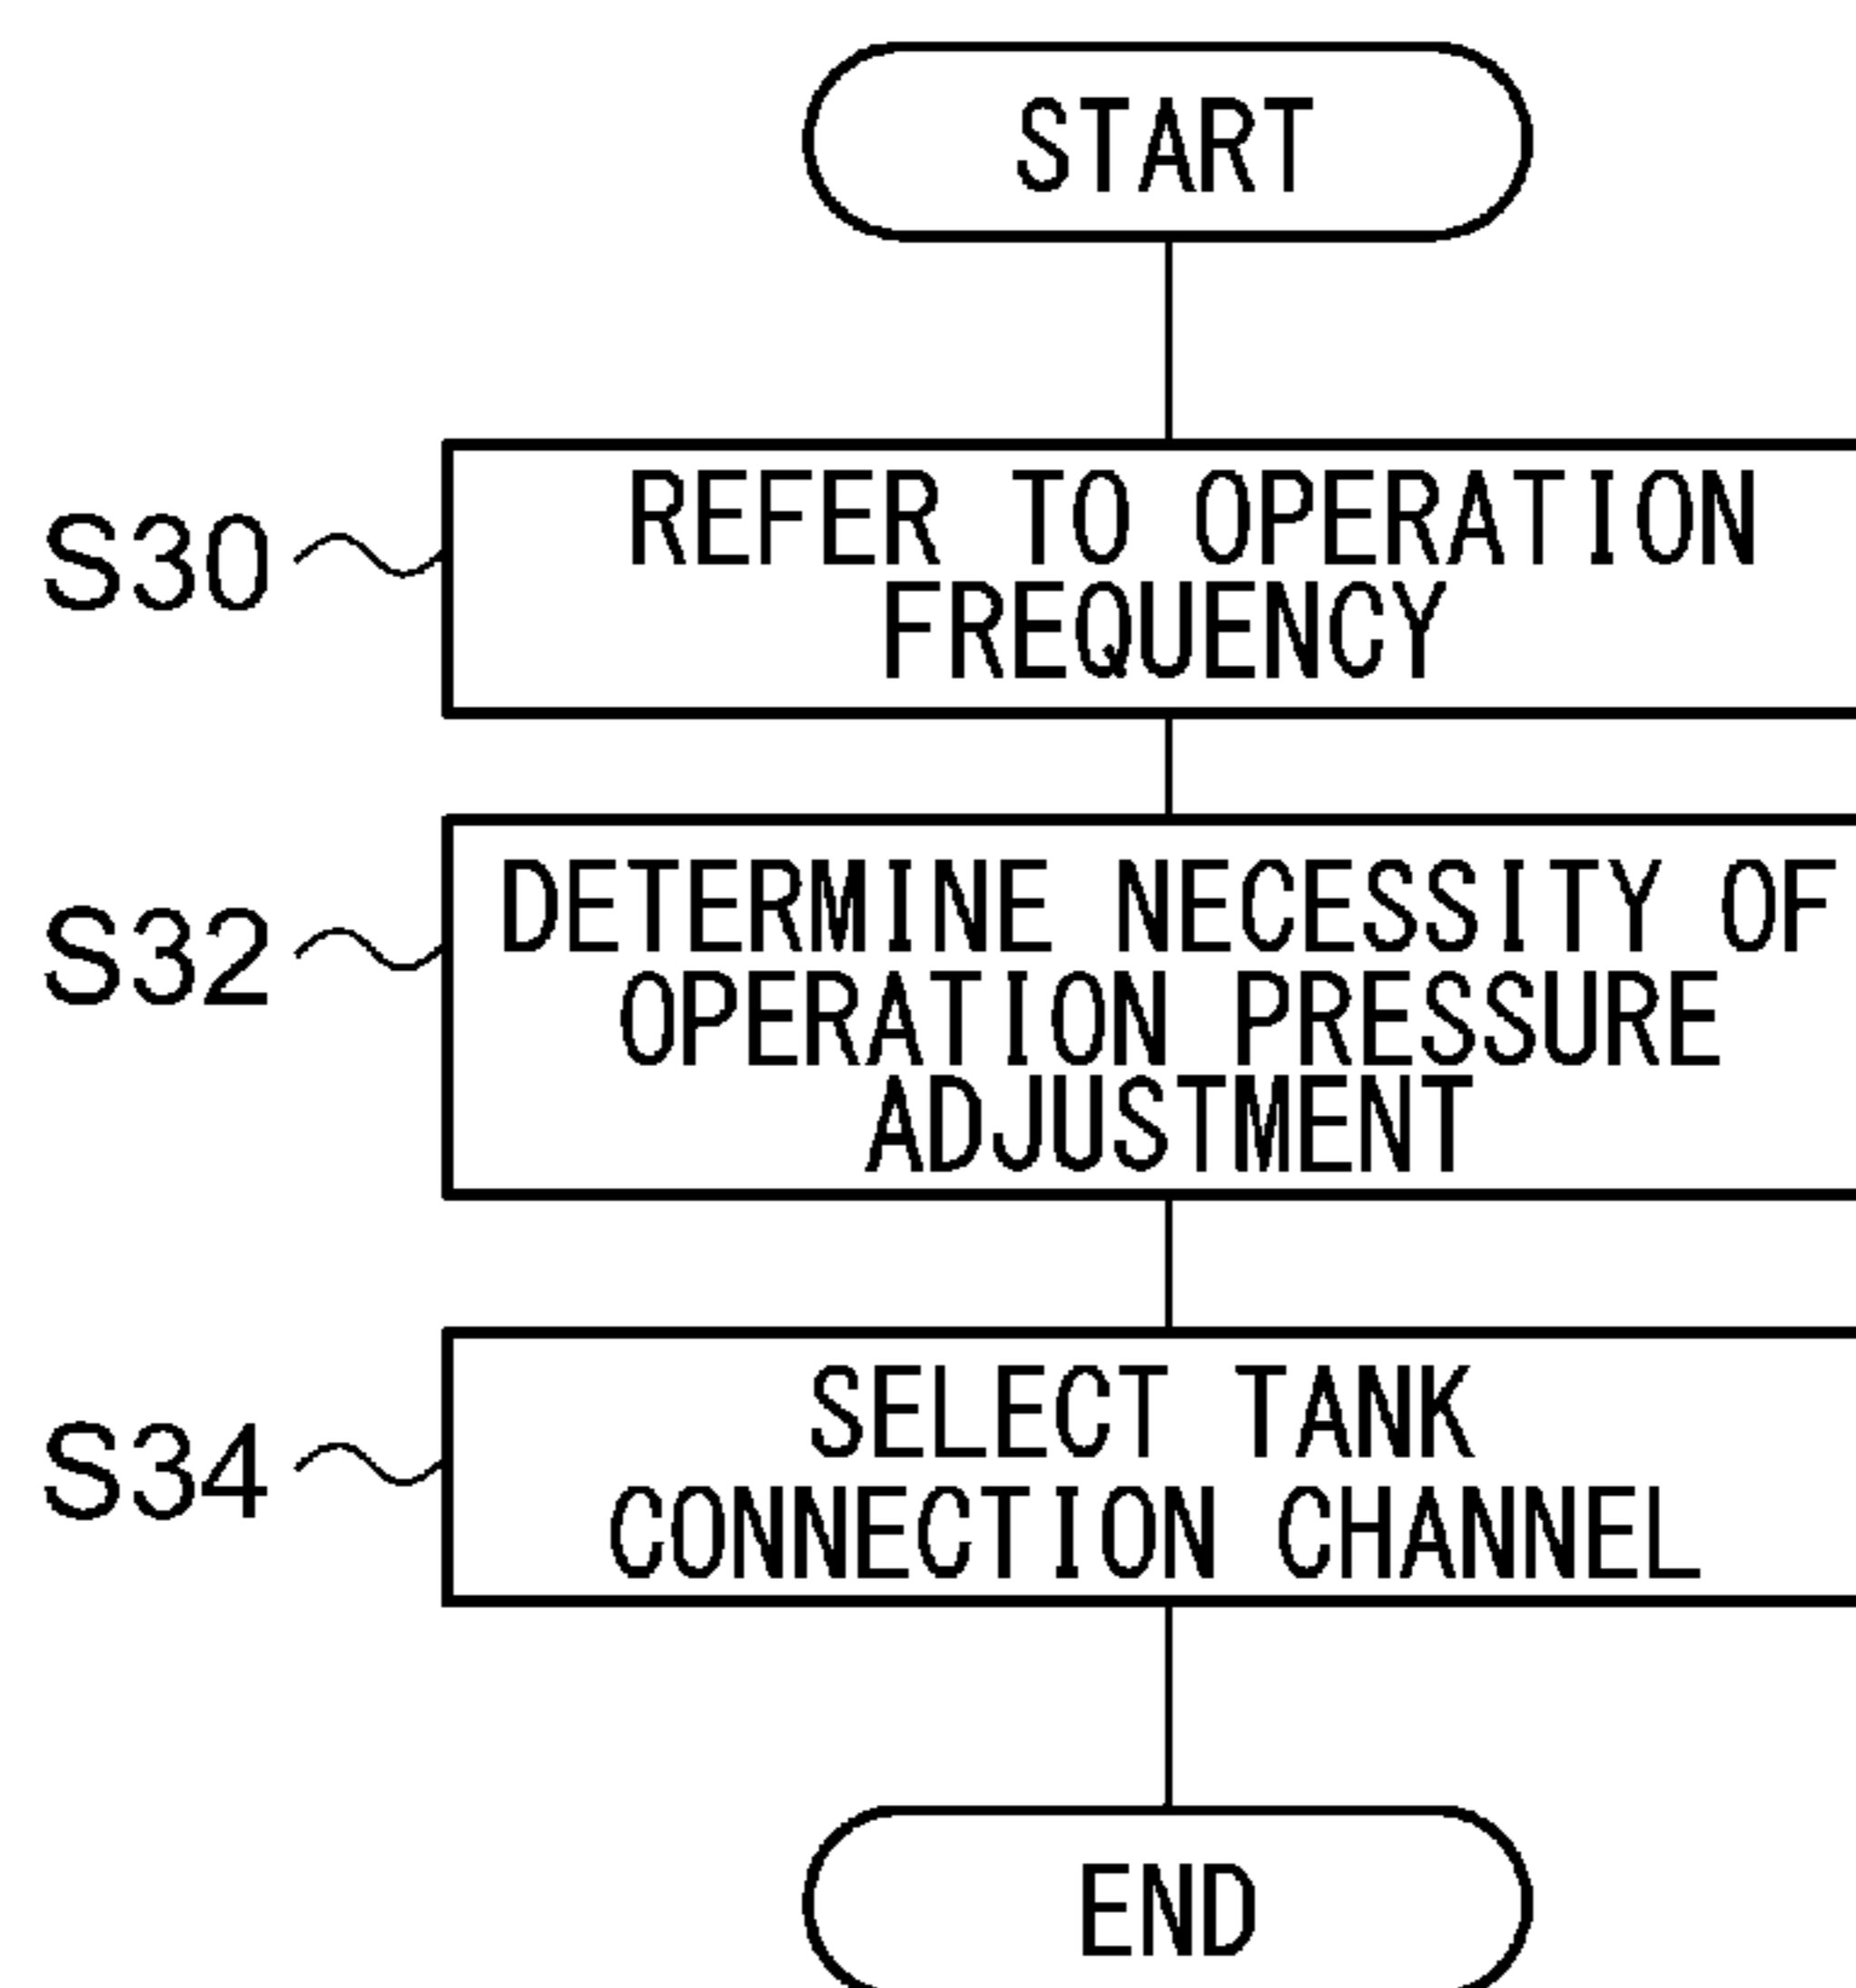 START
S30
REFER TO OPERATION
FREQUENCY
S32
DETERMINE NECESSITY OF
OPERATION PRESSURE
ADJUSTMENT
S34
SELECT TANK
CONNECTION CHANNEL
END